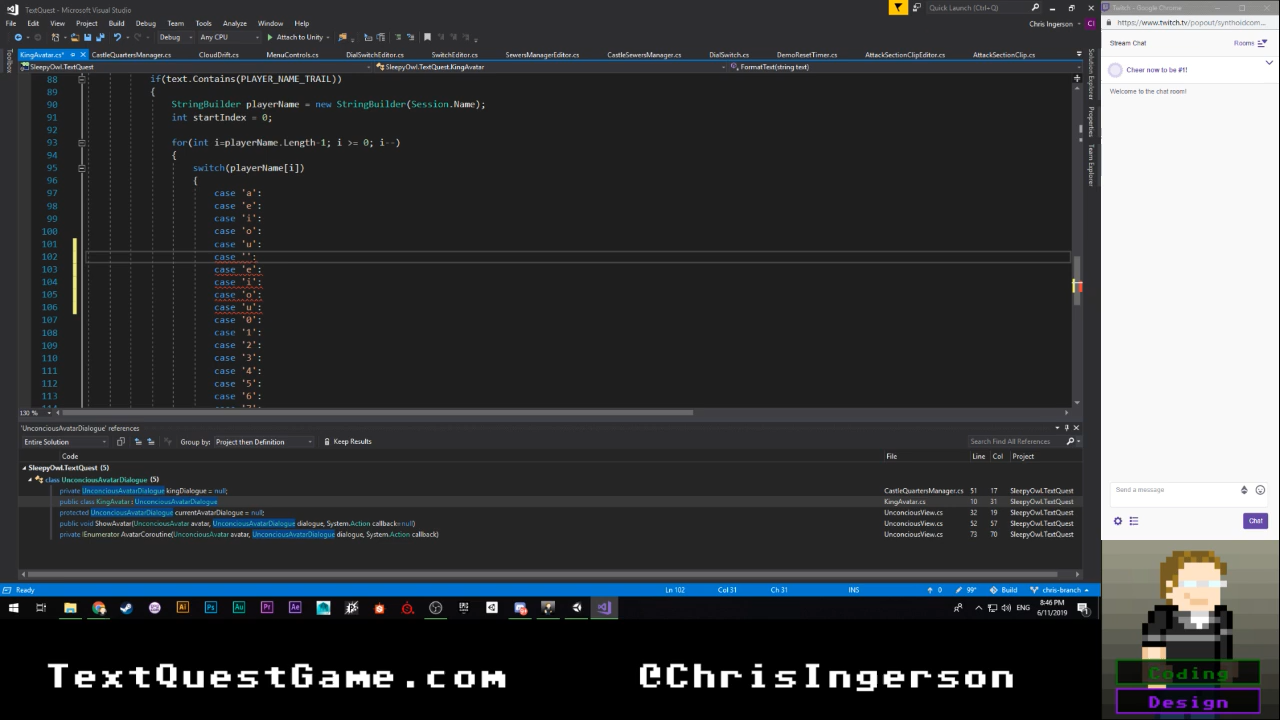 TextQuest - Microsoft Visual Studio
Quick Launch (Ctrl+Q)
File Edit View Project Build Debug Team Tools Test Analyze Window Help
Chris Ingerson CI
Debug Any CPU Attach to Unity
KingAvatar.cs* CastleQuartersManager.cs CloudDrift.cs MenuControls.cs DialSwitchEditor.cs SewersManagerEditor.cs CastleSewersManager.cs DialSwitch.cs OnResetTimer.cs AttackSectionClipEditor.cs AttackSectionClip.cs
SleepyOwl.TextQuest SleepyOwl.TextQuest.KingAvatar FormatText(string text)
Toolbox
Solution Explorer
Properties
Team Explorer
88 if(text.Contains(PLAYER_NAME_TRAIL))
89 {
90 StringBuilder playerName = new StringBuilder(Session.Name);
91 int startIndex = 0;
92
93 for(int i=playerName.Length-1; i >= 0; i--)
94 {
95 switch(playerName[i])
96 {
97 case 'a':
98 case 'e':
99 case 'i':
100 case 'o':
101 case 'u':
102 case '':
103 case 'e':
104 case 'i':
105 case 'o':
106 case 'u':
107 case '0':
108 case '1':
109 case '2':
110 case '3':
111 case '4':
112 case '5':
113 case '6':
130 %
'UnconciousAvatarDialogue' references
Entire Solution Group by: Project then Definition Keep Results Search Find All References
Code File Line Col Project
SleepyOwl.TextQuest (5)
class UnconciousAvatarDialogue (5)
private UnconciousAvatarDialogue kingDialogue = null; CastleQuartersManager.cs 51 17 SleepyOwl.TextQuest
public class KingAvatar : UnconciousAvatarDialogue KingAvatar.cs 10 31 SleepyOwl.TextQuest
protected UnconciousAvatarDialogue currentAvatarDialogue = null; UnconciousView.cs 32 19 SleepyOwl.TextQuest
public void ShowAvatar(UnconciousAvatar avatar, UnconciousAvatarDialogue dialogue, System.Action callback=null) UnconciousView.cs 52 57 SleepyOwl.TextQuest
private IEnumerator AvatarCoroutine(UnconciousAvatar avatar, UnconciousAvatarDialogue dialogue, System.Action callback) UnconciousView.cs 73 70 SleepyOwl.TextQuest
Ready Ln 102 Col 31 INS 0 99+ Build chris-branch
ENG 8:46 PM
6/11/2019
Twitch - Google Chrome
https://www.twitch.tv/popout/synthoidcom...
Stream Chat Rooms
Cheer now to be #1!
Welcome to the chat room!
Send a message
Chat
TextQuestGame.com @ChrisIngerson
Coding
Design